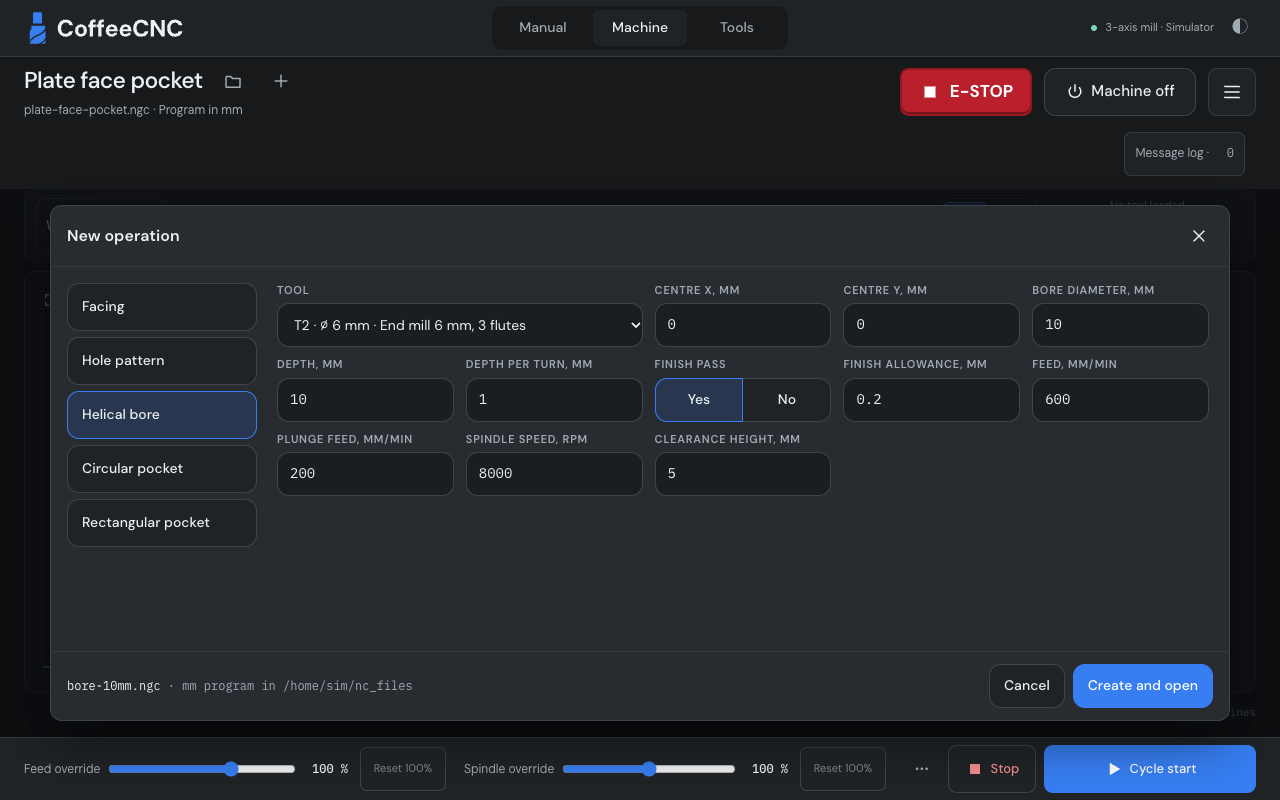 CoffeeCNC
Manual
Machine
Tools
3-axis mill · Simulator
Plate face pocket
plate-face-pocket.ngc · Program in mm
E-STOP
Machine off
Message log · 0
No tool loaded
New operation
Facing
Hole pattern
Helical bore
Circular pocket
Rectangular pocket
TOOL
CENTRE X, MM
CENTRE Y, MM
BORE DIAMETER, MM
T2 · ⌀ 6 mm · End mill 6 mm, 3 flutes
0
0
10
DEPTH, MM
DEPTH PER TURN, MM
FINISH PASS
FINISH ALLOWANCE, MM
FEED, MM/MIN
10
1
Yes
No
0.2
600
PLUNGE FEED, MM/MIN
SPINDLE SPEED, RPM
CLEARANCE HEIGHT, MM
200
8000
5
bore-10mm.ngc · mm program in /home/sim/nc_files
Cancel
Create and open
Feed override
100 %
Reset 100%
Spindle override
100 %
Reset 100%
Stop
Cycle start